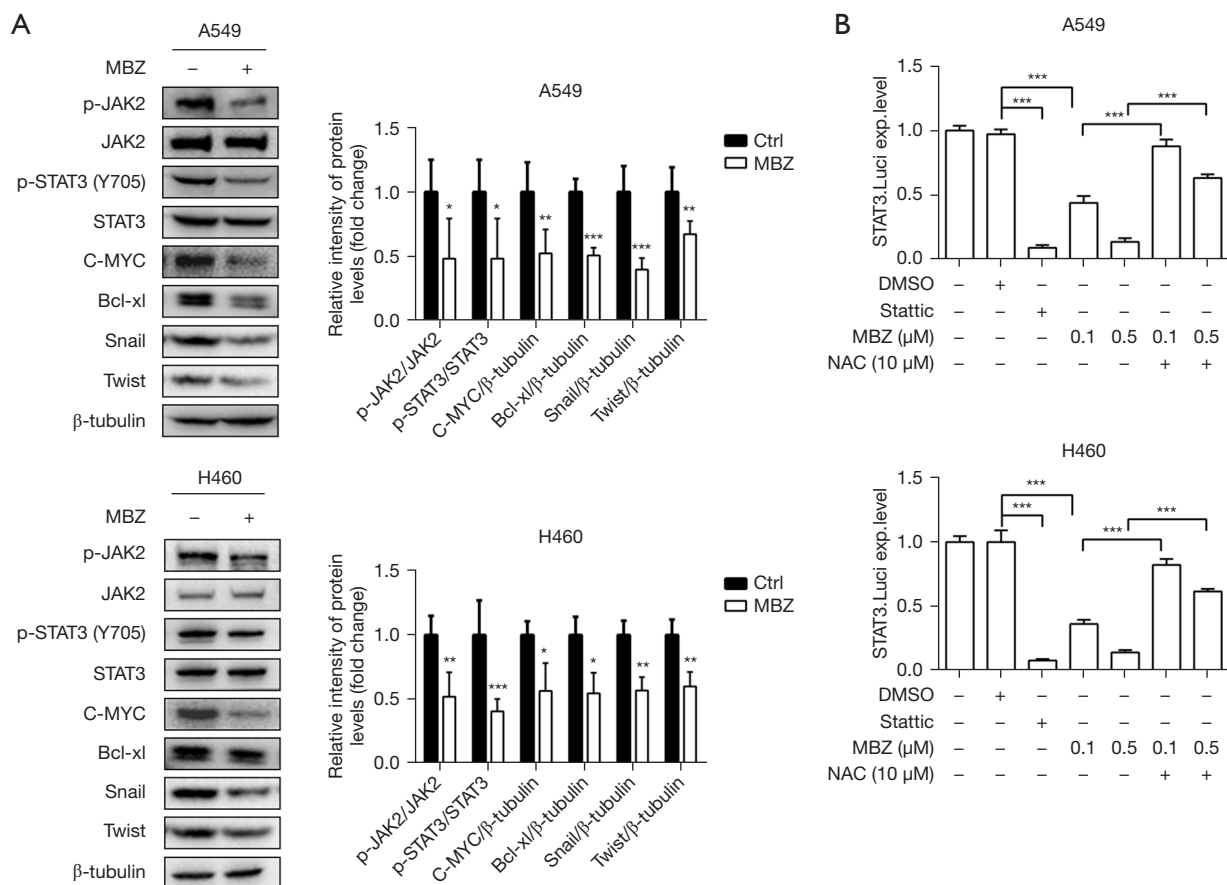 A
A549
MBZ − +
p-JAK2
JAK2
p-STAT3 (Y705)
STAT3
C-MYC
Bcl-xl
Snail
Twist
β-tubulin
A549
Relative intensity of protein
levels (fold change)
1.5
1.0
0.5
0.0
Ctrl
MBZ
* * ** *** *** **
p-JAK2/JAK2
p-STAT3/STAT3
C-MYC/β-tubulin
Bcl-xl/β-tubulin
Snail/β-tubulin
Twist/β-tubulin
H460
MBZ − +
p-JAK2
JAK2
p-STAT3 (Y705)
STAT3
C-MYC
Bcl-xl
Snail
Twist
β-tubulin
H460
Relative intensity of protein
levels (fold change)
1.5
1.0
0.5
0.0
Ctrl
MBZ
** *** * * ** **
p-JAK2/JAK2
p-STAT3/STAT3
C-MYC/β-tubulin
Bcl-xl/β-tubulin
Snail/β-tubulin
Twist/β-tubulin
B
A549
STAT3.Luci exp.level
1.5
1.0
0.5
0.0
***
***
***
***
DMSO − + − − − − −
Stattic − − + − − − −
MBZ (μM) − − − 0.1 0.5 0.1 0.5
NAC (10 μM) − − − − − + +
H460
STAT3.Luci exp.level
1.5
1.0
0.5
0.0
***
***
***
***
DMSO − + − − − − −
Stattic − − + − − − −
MBZ (μM) − − − 0.1 0.5 0.1 0.5
NAC (10 μM) − − − − − + +